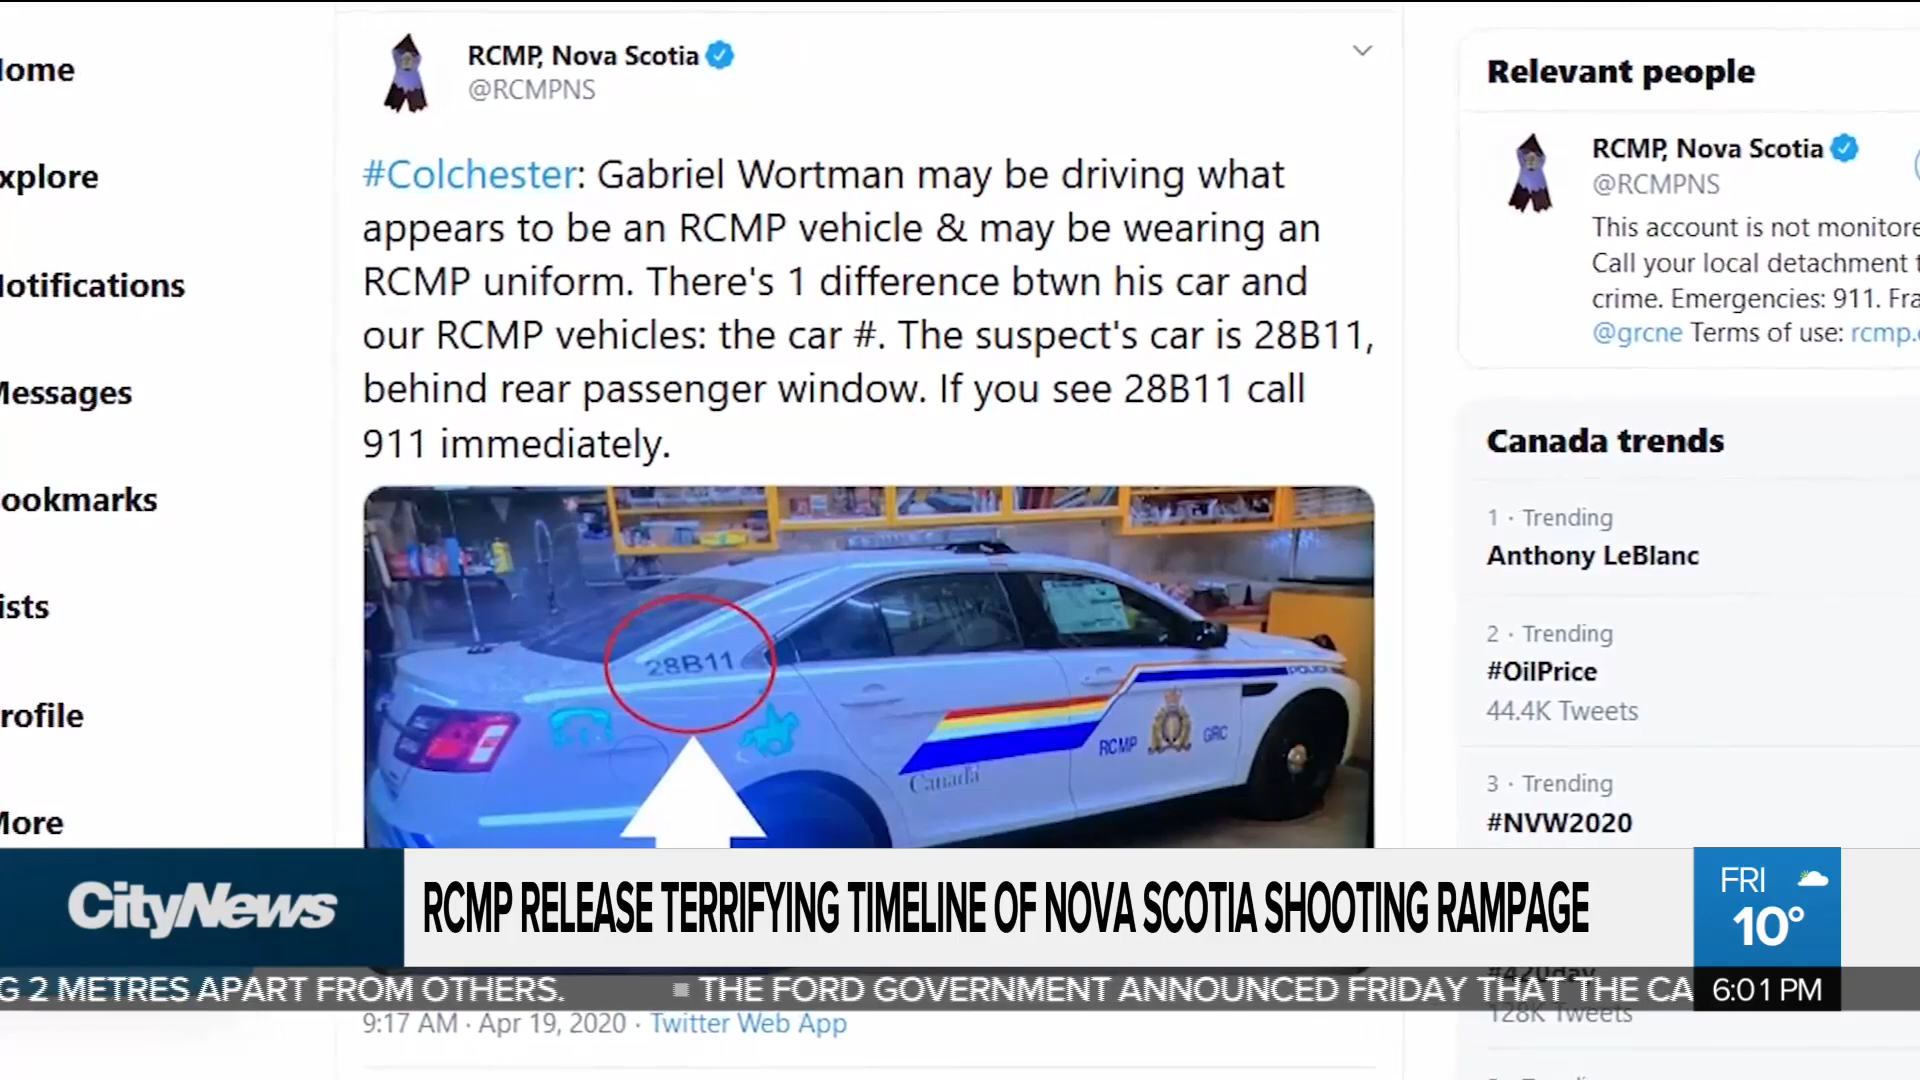 ome
xplore
otifications
Messages
ookmarks
ists
rofile
More
RCMP, Nova Scotia
@RCMPNS
#Colchester: Gabriel Wortman may be driving what
appears to be an RCMP vehicle & may be wearing an
RCMP uniform. There's 1 difference btwn his car and
our RCMP vehicles: the car #. The suspect's car is 28B11,
behind rear passenger window. If you see 28B11 call
911 immediately.
28B11
POLICE
RCMP GRC
Canada
9:17 AM · Apr 19, 2020 · Twitter Web App
Relevant people
RCMP, Nova Scotia
@RCMPNS
This account is not monitore
Call your local detachment t
crime. Emergencies: 911. Fra
@grcne Terms of use: rcmp.
Canada trends
1 · Trending
Anthony LeBlanc
2 · Trending
#OilPrice
44.4K Tweets
3 · Trending
#NVW2020
#420day
128K Tweets
CityNews
RCMP RELEASE TERRIFYING TIMELINE OF NOVA SCOTIA SHOOTING RAMPAGE
FRI
10°
G 2 METRES APART FROM OTHERS. ■ THE FORD GOVERNMENT ANNOUNCED FRIDAY THAT THE CA
6:01 PM